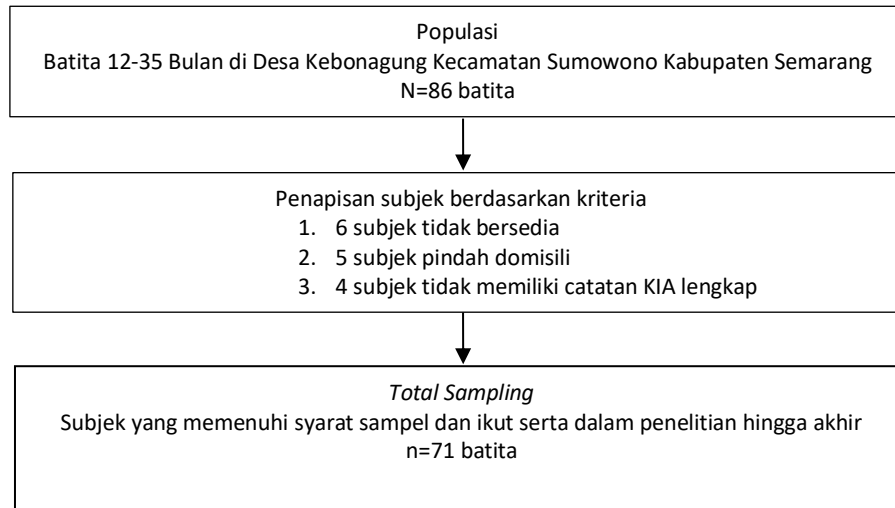 Populasi
Batita 12-35 Bulan di Desa Kebonagung Kecamatan Sumowono Kabupaten Semarang
N=86 batita
Penapisan subjek berdasarkan kriteria
1. 6 subjek tidak bersedia
2. 5 subjek pindah domisili
3. 4 subjek tidak memiliki catatan KIA lengkap
Total Sampling
Subjek yang memenuhi syarat sampel dan ikut serta dalam penelitian hingga akhir
n=71 batita